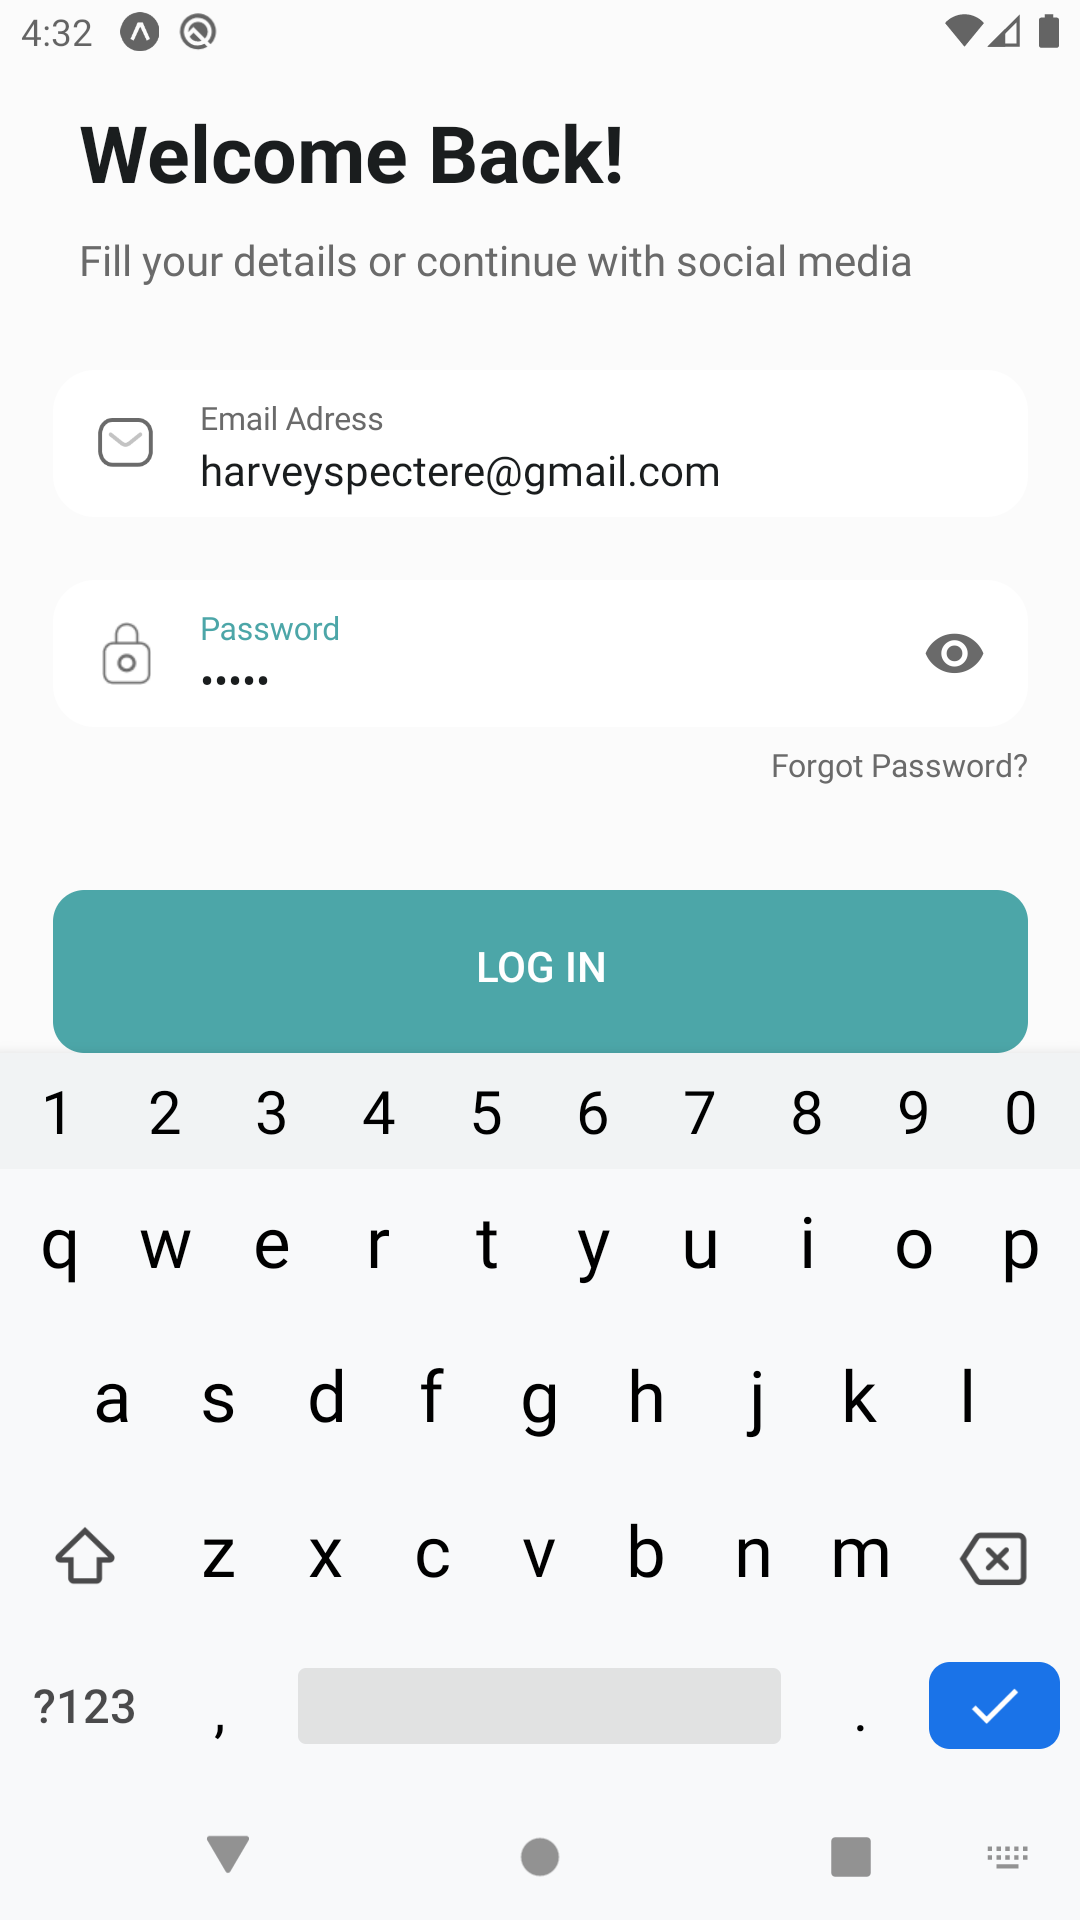 4:32
Welcome Back!
Fill your details or continue with social media
Email Adress
harveyspectere@gmail.com
Password
•••••
Forgot Password?
LOG IN
1 2 3 4 5 6 7 8 9 0
q w e r t y u i o p
a s d f g h j k l
z x c v b n m
?123 , .